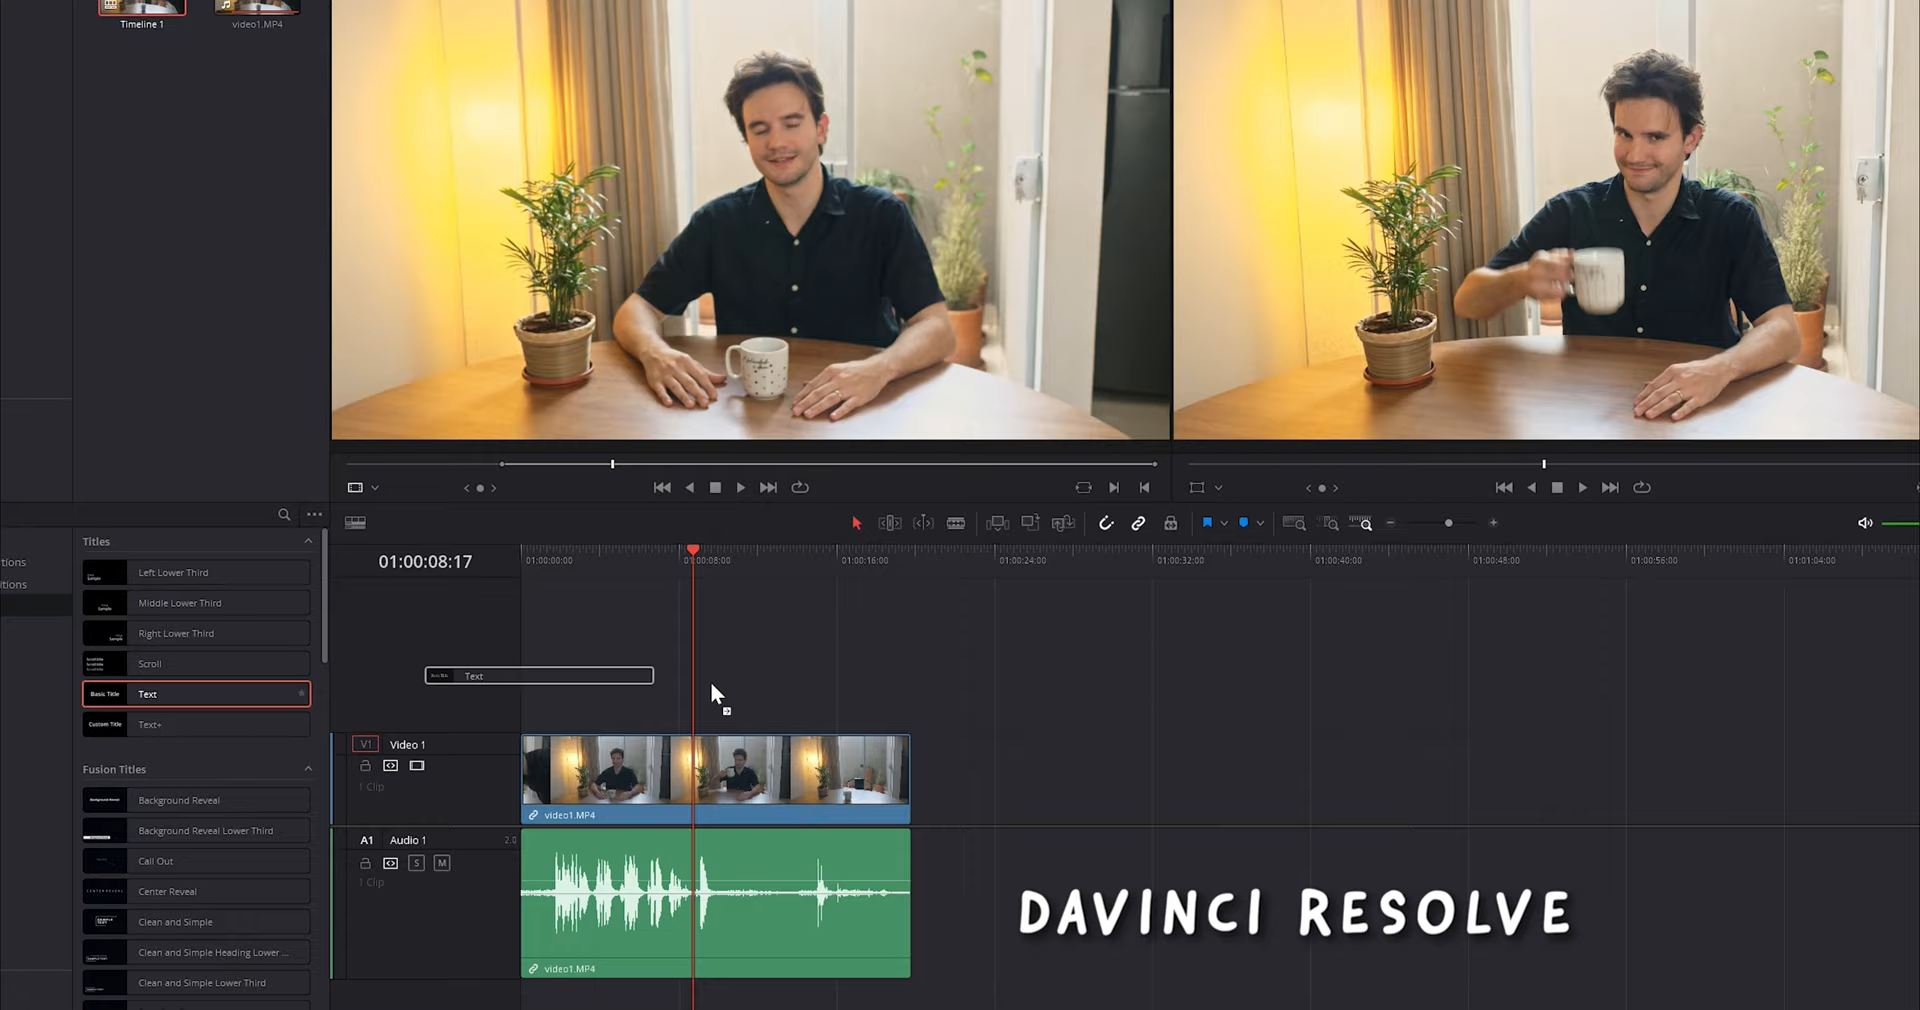 Timeline 1
video1.MP4
Titles
tions
itions
Left Lower Third
Middle Lower Third
Right Lower Third
Scroll
Basic Title
Text
Custom Title
Text+
Fusion Titles
Background Reveal
Background Reveal Lower Third
Call Out
CENTER REVEAL
Center Reveal
Clean and Simple
Clean and Simple Heading Lower ...
Clean and Simple Lower Third
01:00:08:17
01:00:00:00
01:00:08:00
01:00:16:00
01:00:24:00
01:00:32:00
01:00:40:00
01:00:48:00
01:00:56:00
01:01:04:00
Text
V1
Video 1
1 Clip
video1.MP4
A1
Audio 1
2.0
S
M
1 Clip
video1.MP4
DAVINCI RESOLVE